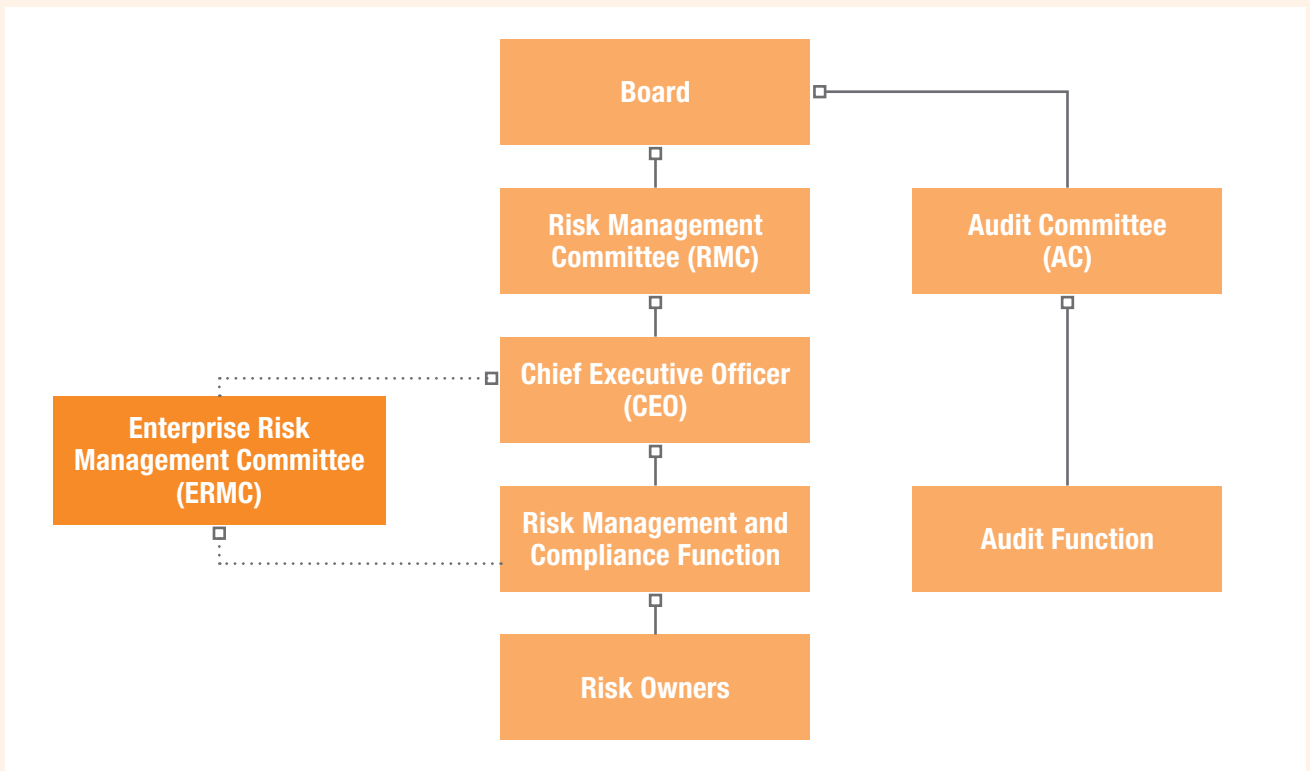 Board
Risk Management
Committee (RMC)
Audit Committee
(AC)
Chief Executive Officer
(CEO)
Enterprise Risk
Management Committee
(ERMC)
Risk Management and
Compliance Function
Audit Function
Risk Owners